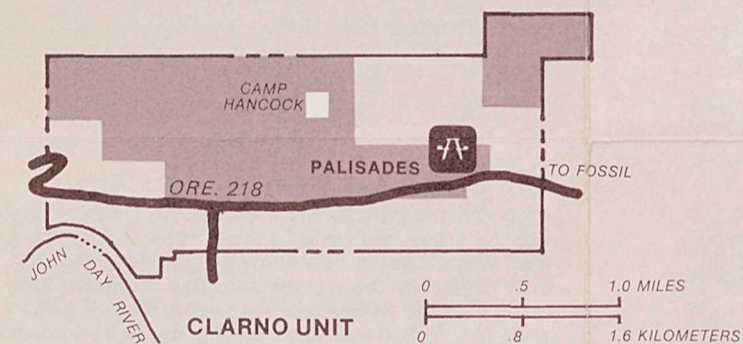 CAMP
HANCOCK
PALISADES
ORE. 218
TO FOSSIL
JOHN DAY RIVER
CLARNO UNIT
0 .5 1.0 MILES
0 .8 1.6 KILOMETERS